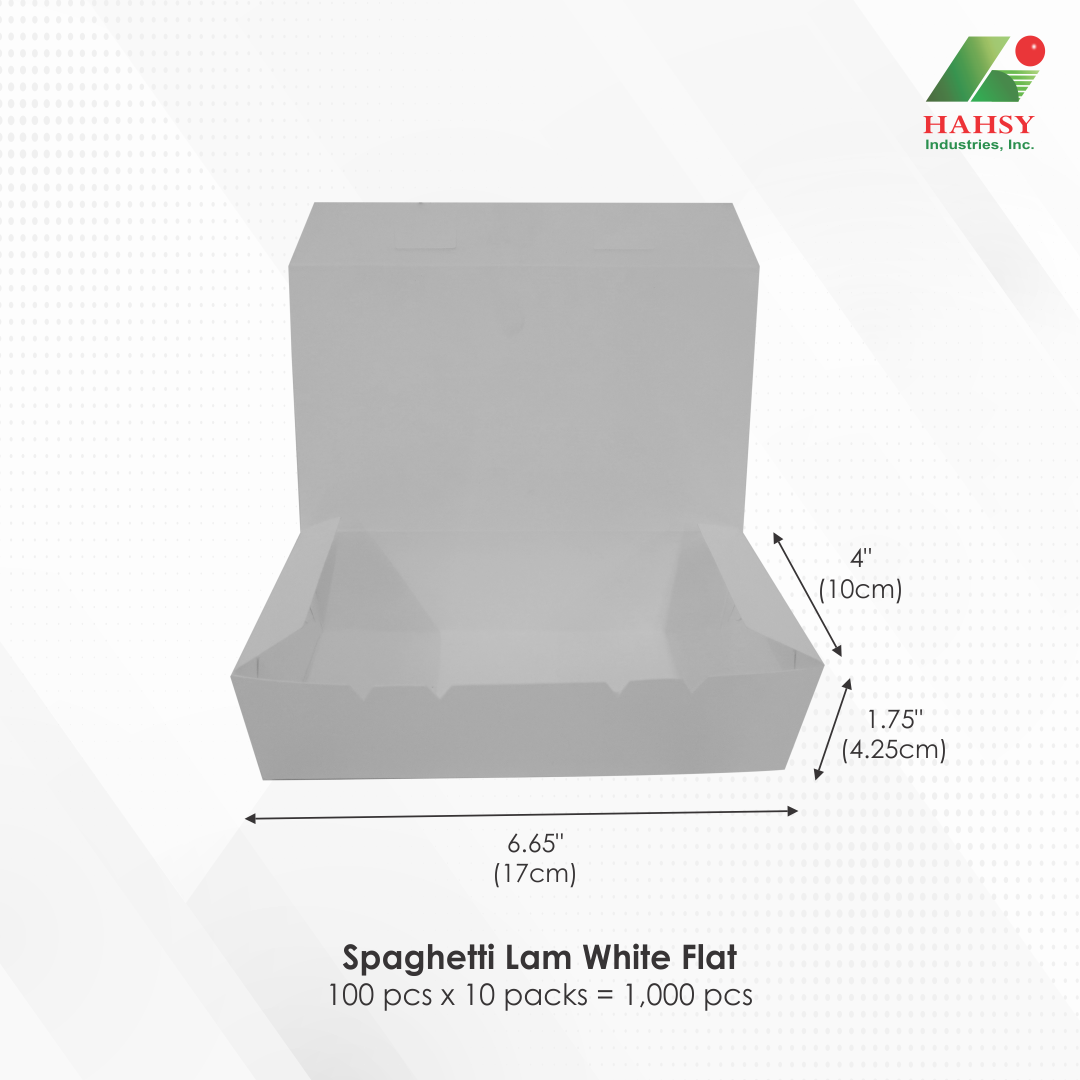 HAHSY
Industries, Inc.
4"
(10cm)
1.75"
(4.25cm)
6.65"
(17cm)
Spaghetti Lam White Flat
100 pcs x 10 packs = 1,000 pcs